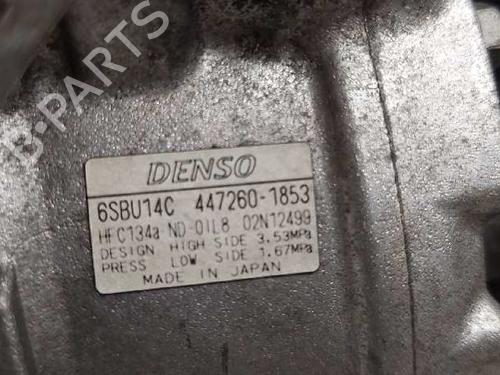 B-PARTS
DENSO
6SBU14C 447260-1853
HFC134a ND-OIL8 02N12499
DESIGN HIGH SIDE 3.53MPa
PRESS LOW SIDE 1.67MPa
MADE IN JAPAN